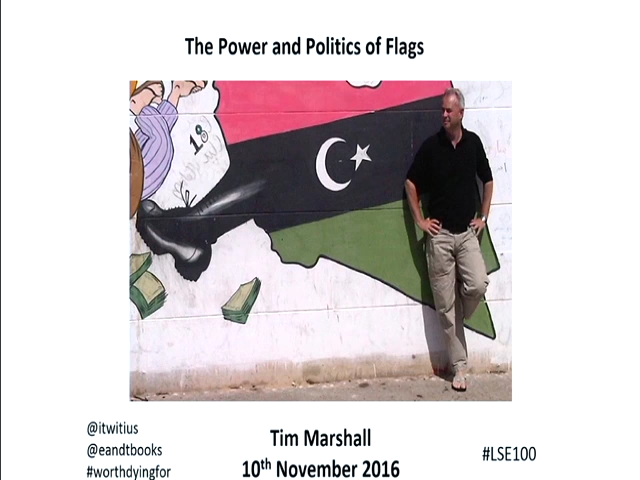 The Power and Politics of Flags
18
@itwitius
@eandtbooks
#worthdyingfor
Tim Marshall
10th November 2016
#LSE100